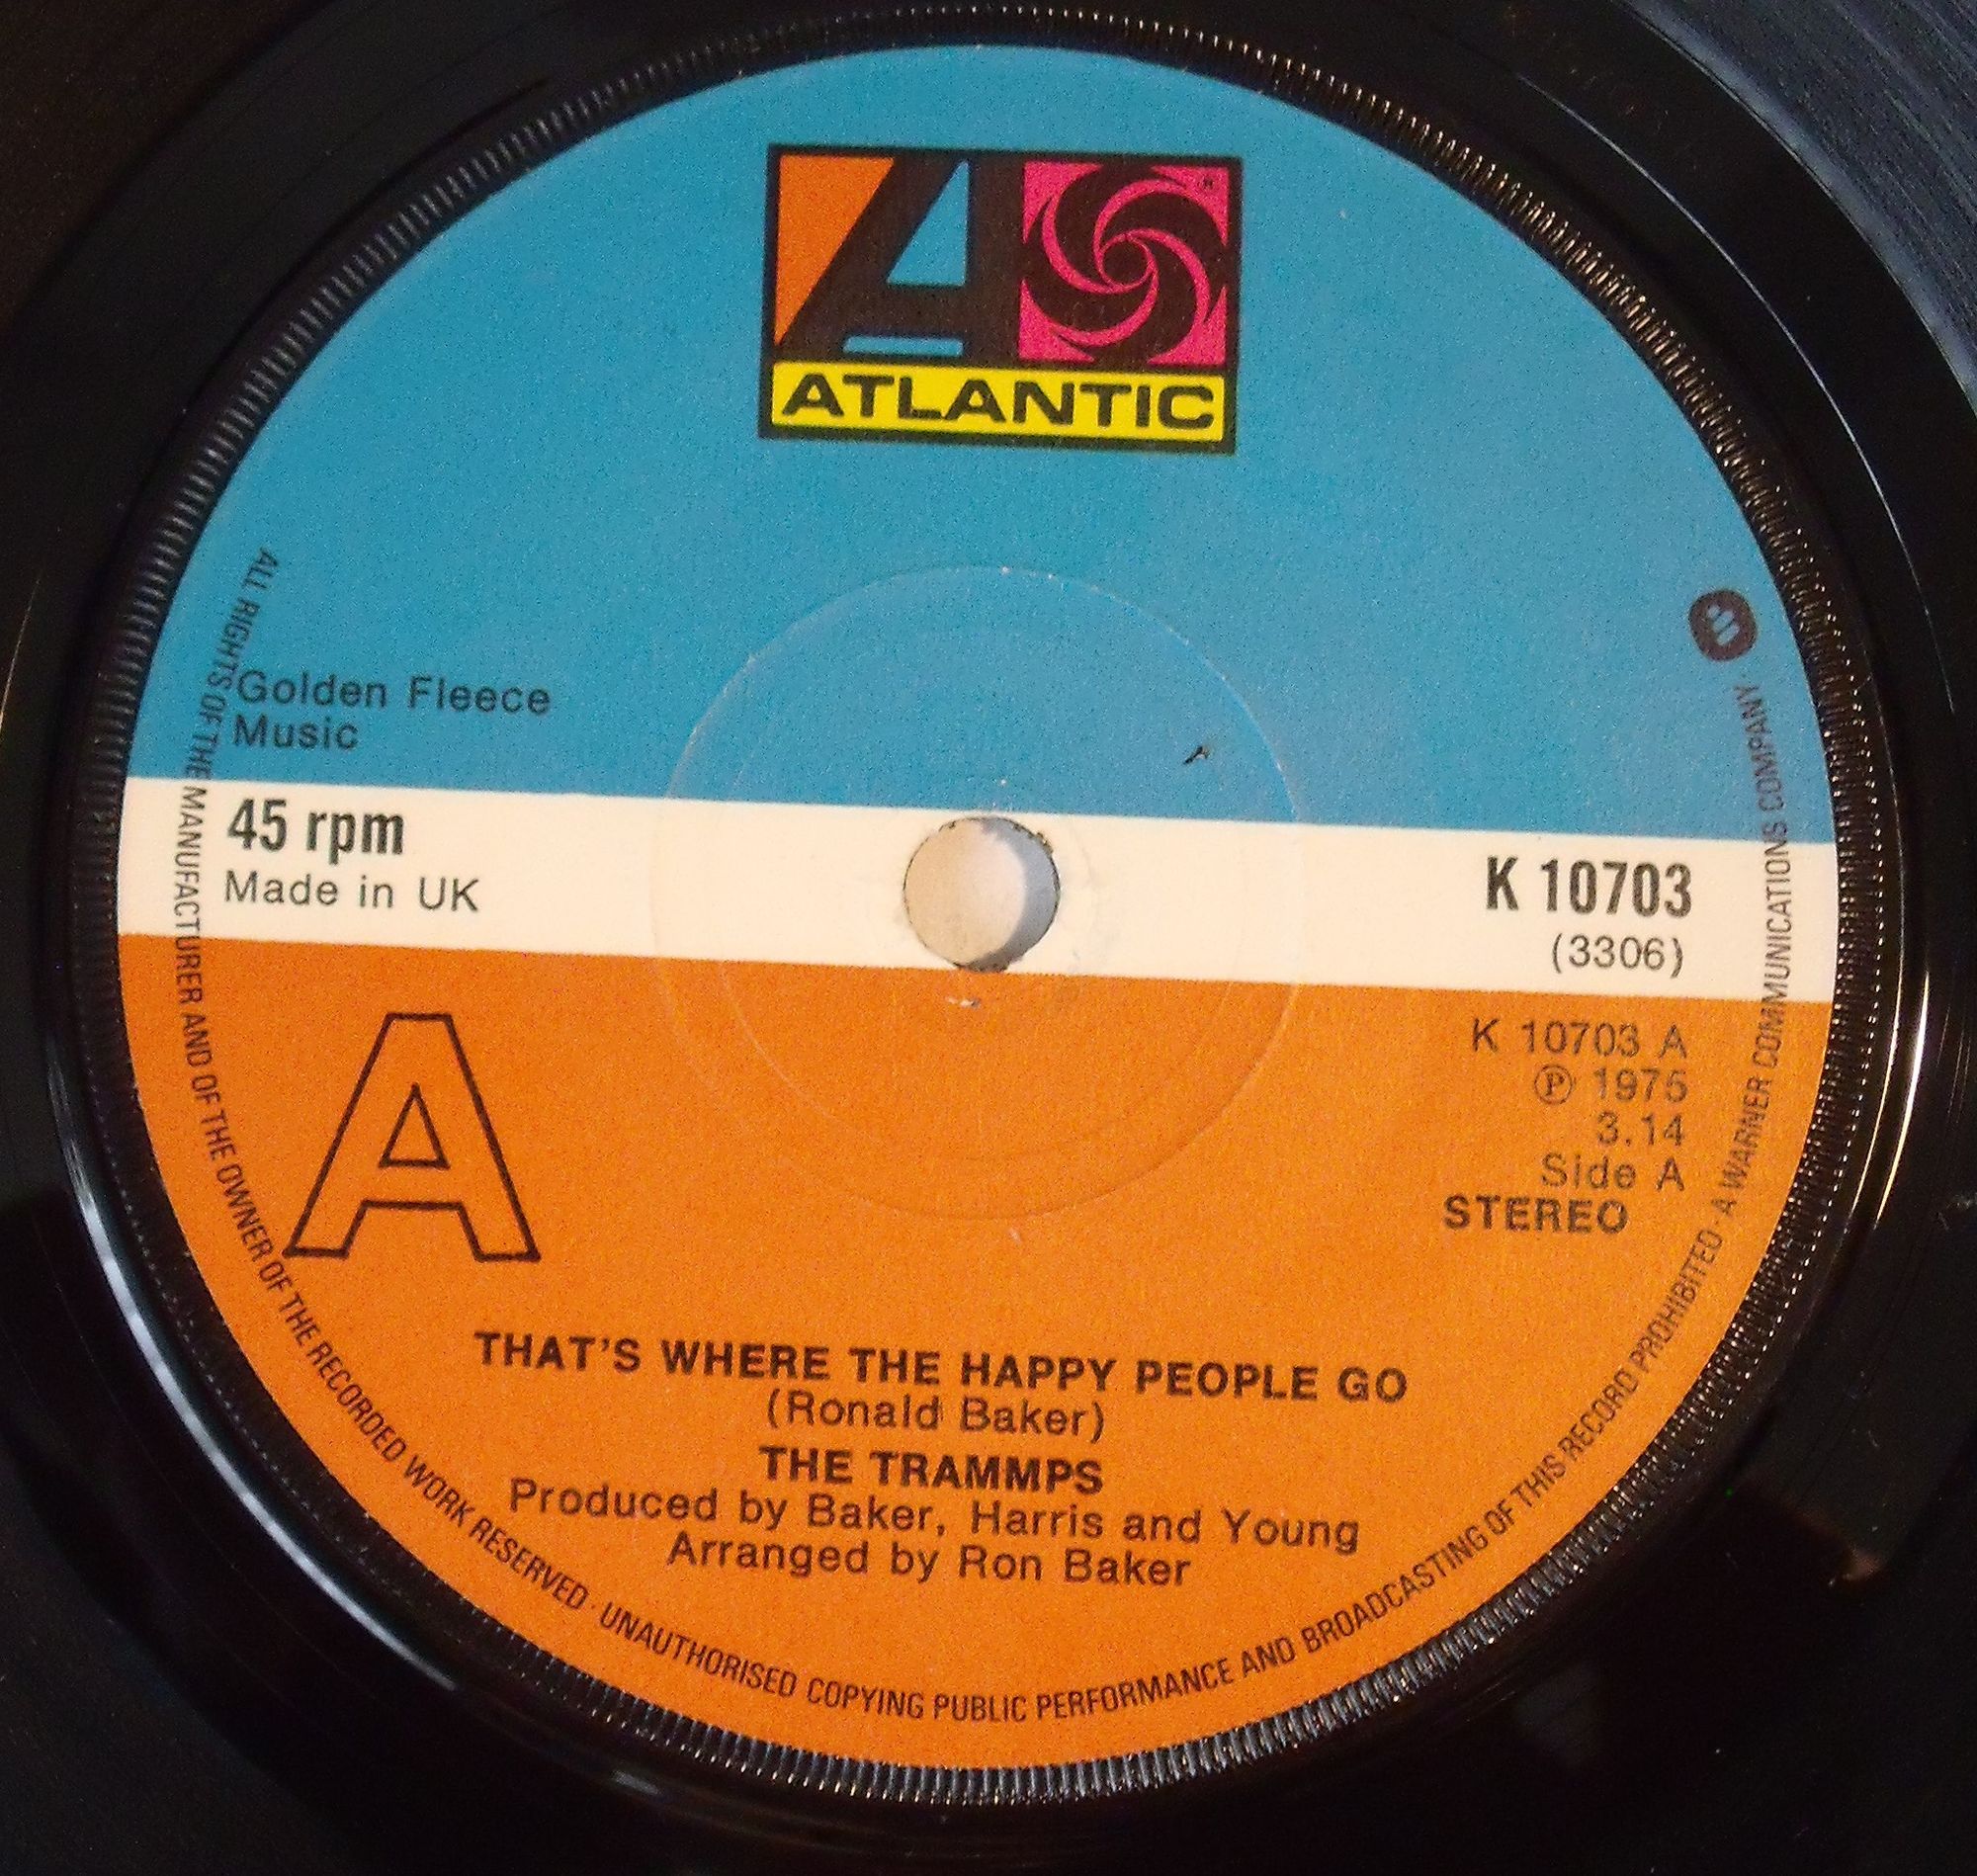 A
ATLANTIC
Golden Fleece
Music
45 rpm
Made in UK
K 10703
(3306)
A
K 10703 A
Ⓟ 1975
3.14
Side A
STEREO
THAT'S WHERE THE HAPPY PEOPLE GO
(Ronald Baker)
THE TRAMMPS
Produced by Baker, Harris and Young
Arranged by Ron Baker
ALL RIGHTS OF THE MANUFACTURER AND OF THE OWNER OF THE RECORDED WORK RESERVED · UNAUTHORISED COPYING PUBLIC PERFORMANCE AND BROADCASTING OF THIS RECORD PROHIBITED · A WARNER COMMUNICATIONS COMPANY ·